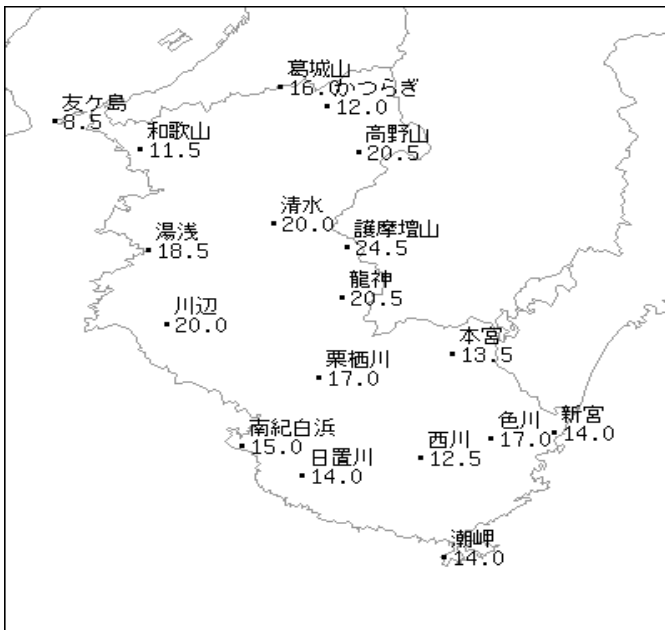 葛城山
16.0
かつらぎ
12.0
友ケ島
8.5
和歌山
11.5
高野山
20.5
清水
20.0
湯浅
18.5
護摩壇山
24.5
龍神
20.5
川辺
20.0
本宮
13.5
栗栖川
17.0
南紀白浜
15.0
日置川
14.0
西川
12.5
色川
17.0
新宮
14.0
潮岬
14.0